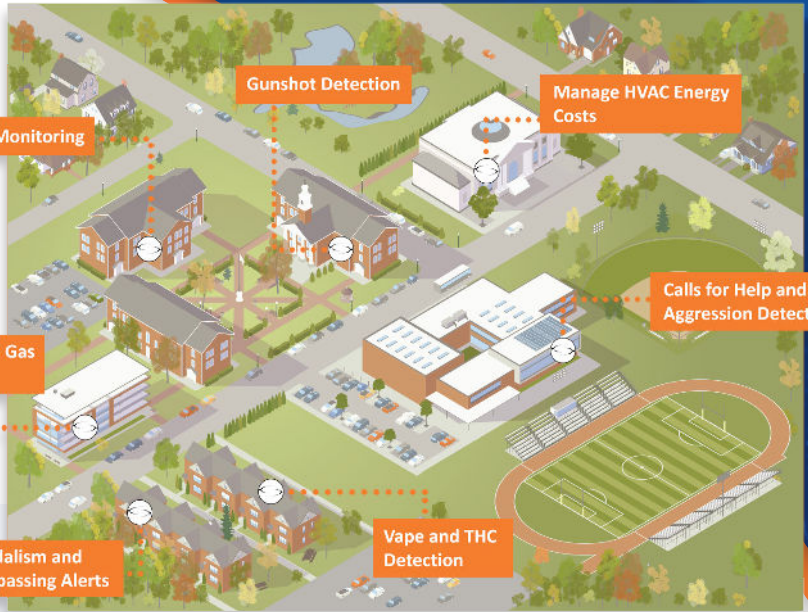 Gunshot Detection
Manage HVAC Energy
Costs
Monitoring
Calls for Help and
Aggression Detect
Gas
Vape and THC
Detection
dalism and
passing Alerts